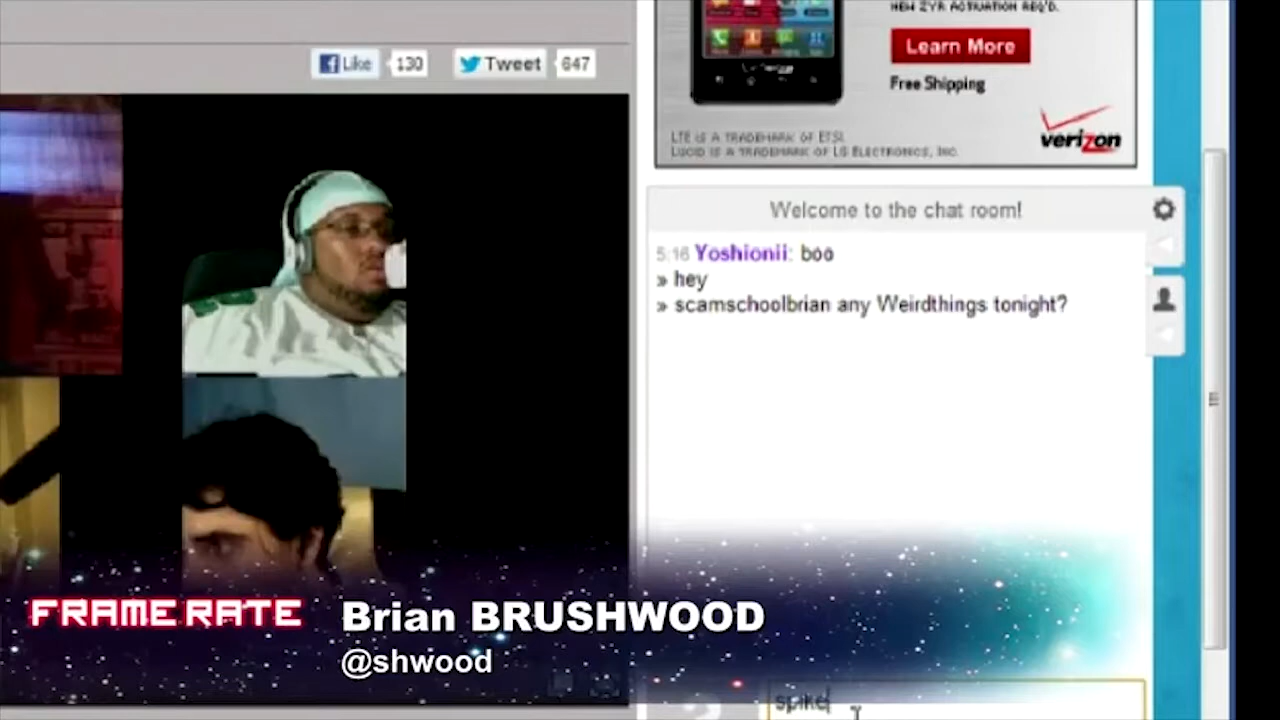 NEW 2YR ACTIVATION REQ'D.
Learn More
Free Shipping
Like 130 Tweet 647
verizon
LTE IS A TRADEMARK OF ETSI.
LUCID IS A TRADEMARK OF LG ELECTRONICS, INC.
Welcome to the chat room!
5:16 Yoshionii: boo
» hey
» scamschoolbrian any Weirdthings tonight?
FRAME RATE
Brian BRUSHWOOD
@shwood
spike